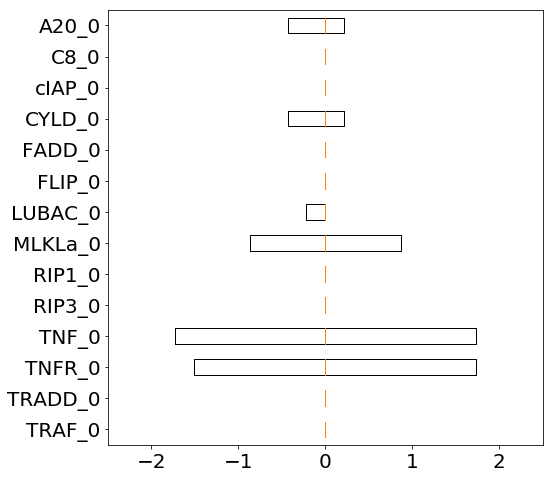 A20_0
C8_0
cIAP_0
CYLD_0
FADD_0
FLIP_0
LUBAC_0
MLKLa_0
RIP1_0
RIP3_0
TNF_0
TNFR_0
TRADD_0
TRAF_0
−2 −1 0 1 2